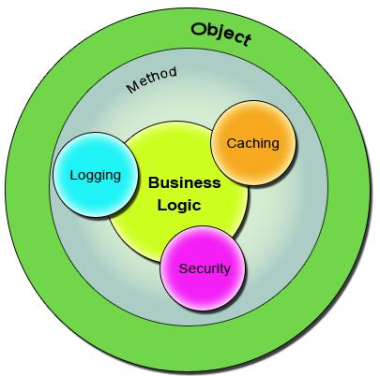 Object
Method
Caching
Logging
Business
Logic
Security